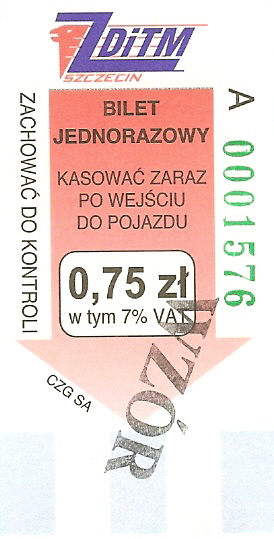 ZDiTM
SZCZECIN
BILET
JEDNORAZOWY
KASOWAĆ ZARAZ
PO WEJŚCIU
DO POJAZDU
0,75 zł
w tym 7% VAT
ZACHOWAĆ DO KONTROLI
A 0001576
CZG SA
WZÓR